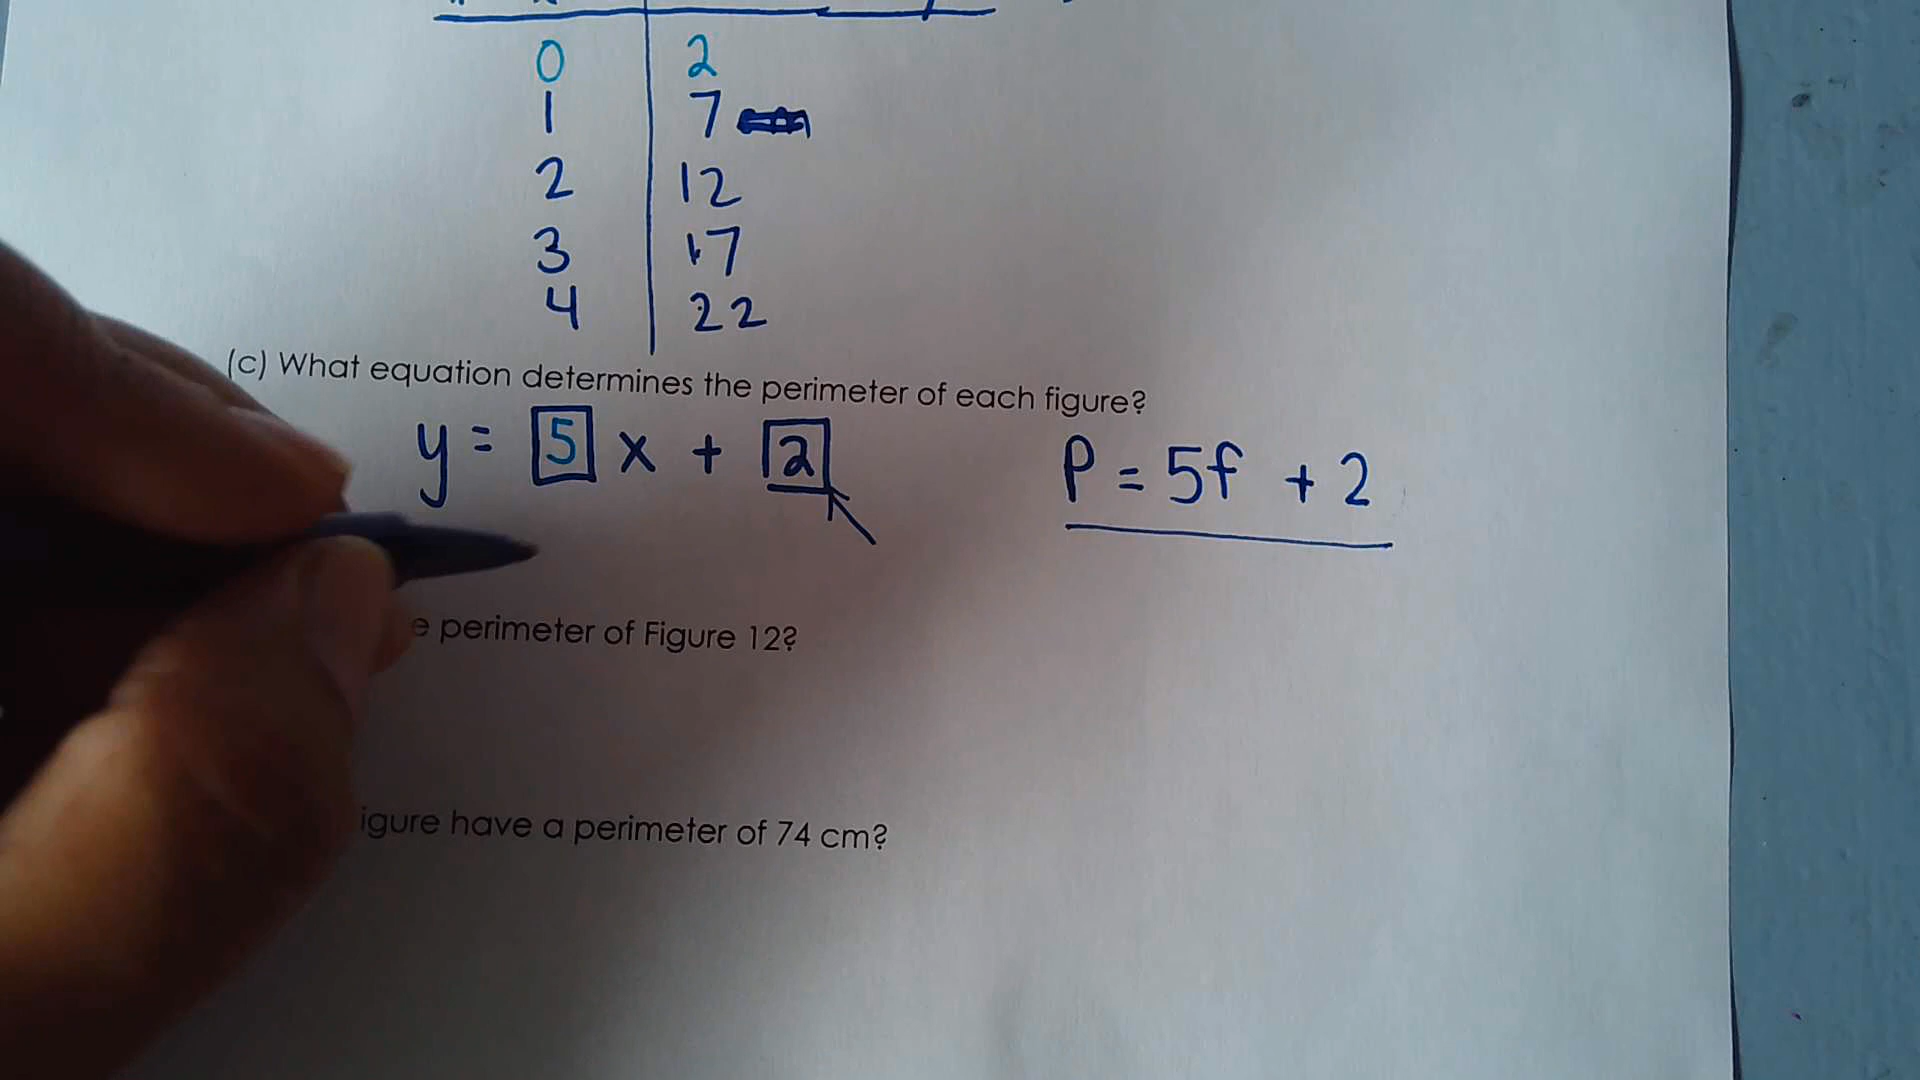 0 2
1 7
2 12
3 17
4 22
(c) What equation determines the perimeter of each figure?
y = 5 x + 2 P = 5f + 2
perimeter of Figure 12?
have a perimeter of 74 cm?